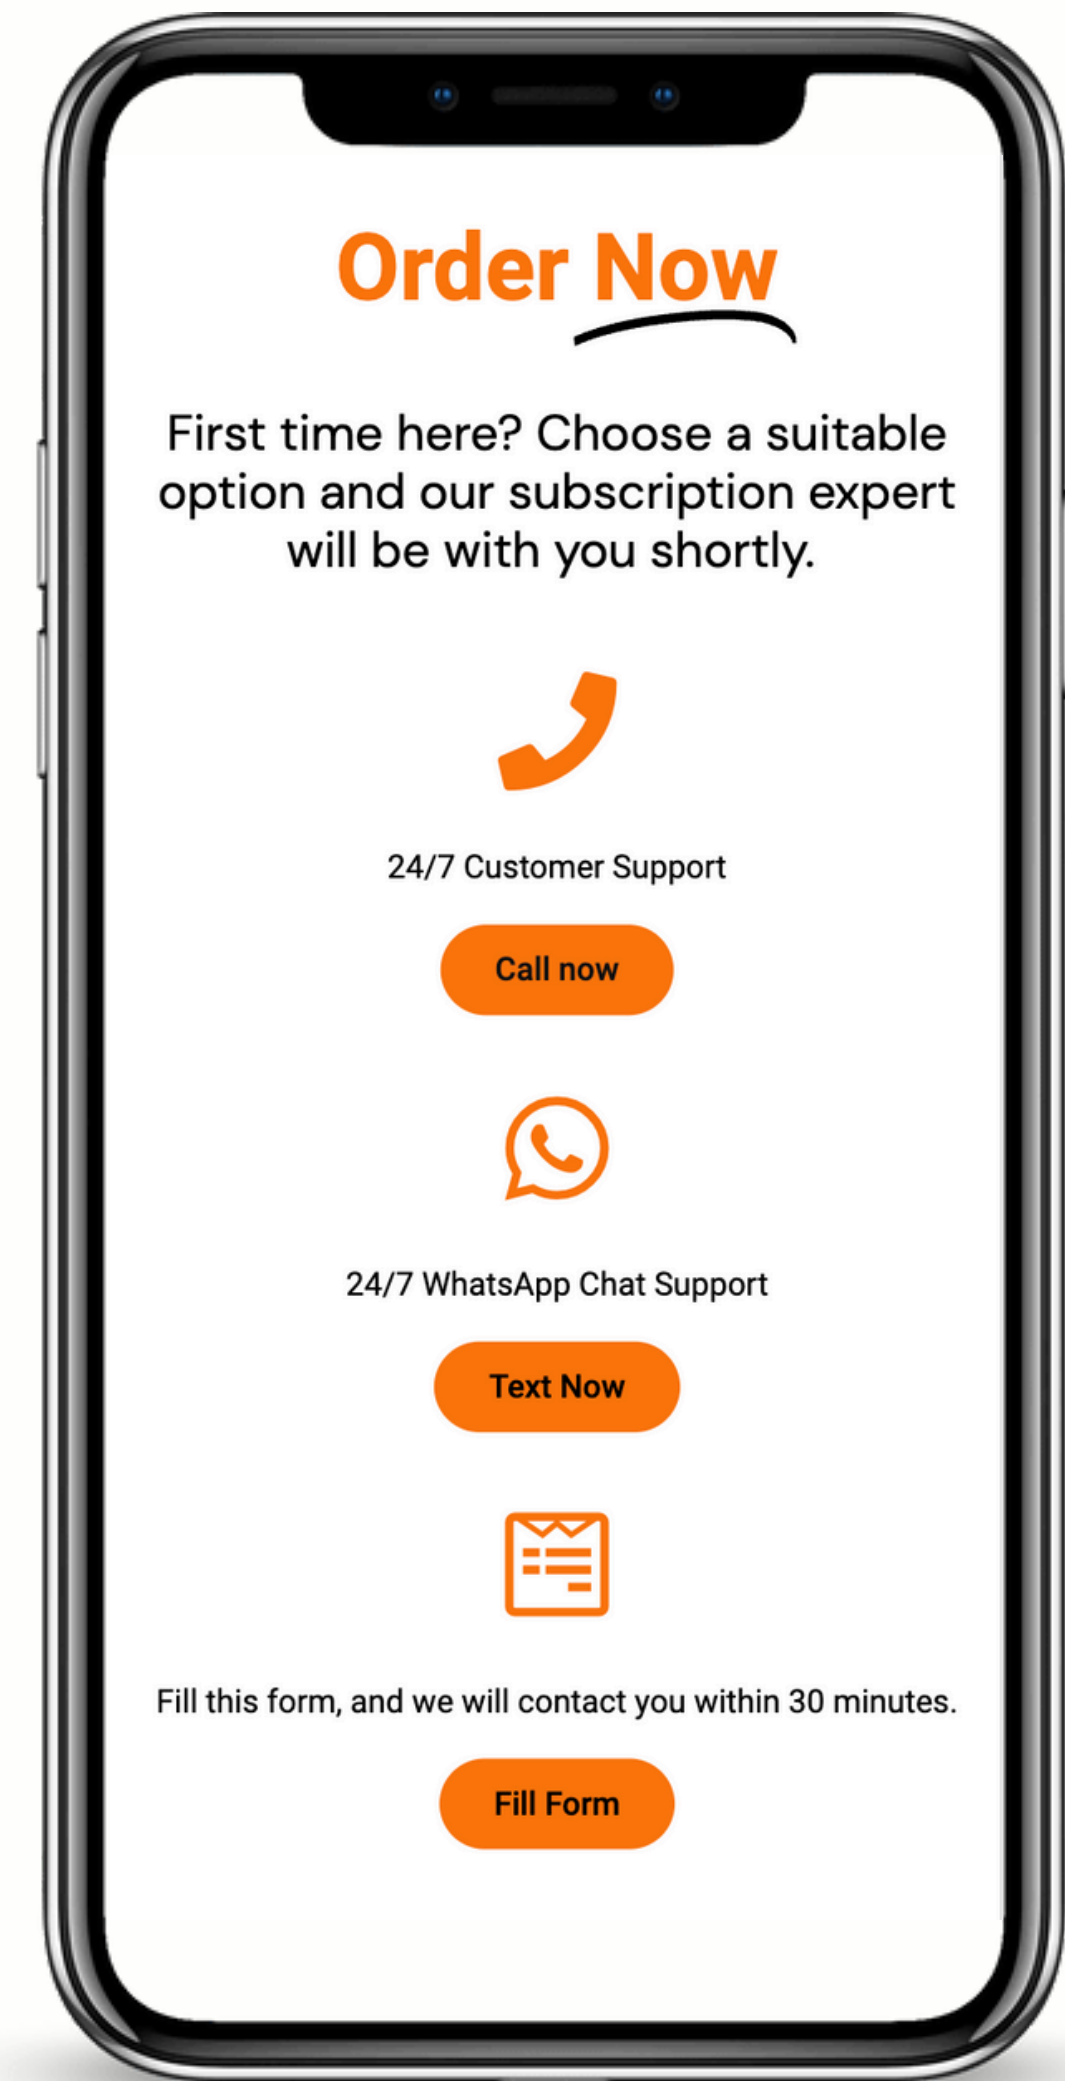 Order Now
First time here? Choose a suitable
option and our subscription expert
will be with you shortly.
24/7 Customer Support
Call now
24/7 WhatsApp Chat Support
Text Now
Fill this form, and we will contact you within 30 minutes.
Fill Form